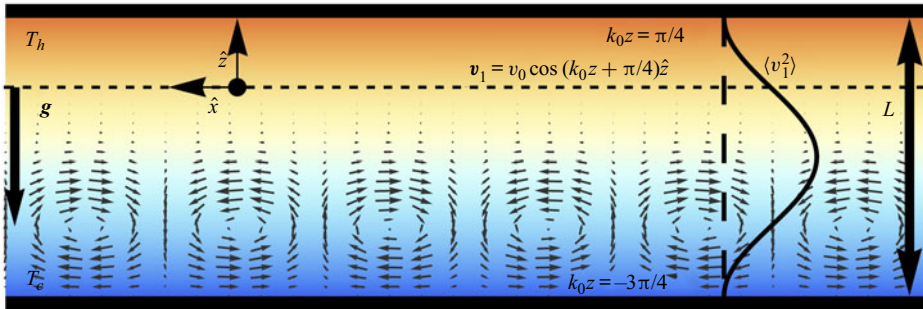 T_h
k_0z = π/4
ẑ
v_1 = v_0 cos (k_0z + π/4)ẑ
⟨v_1^2⟩
x̂
g
L
T_c
k_0z = –3π/4